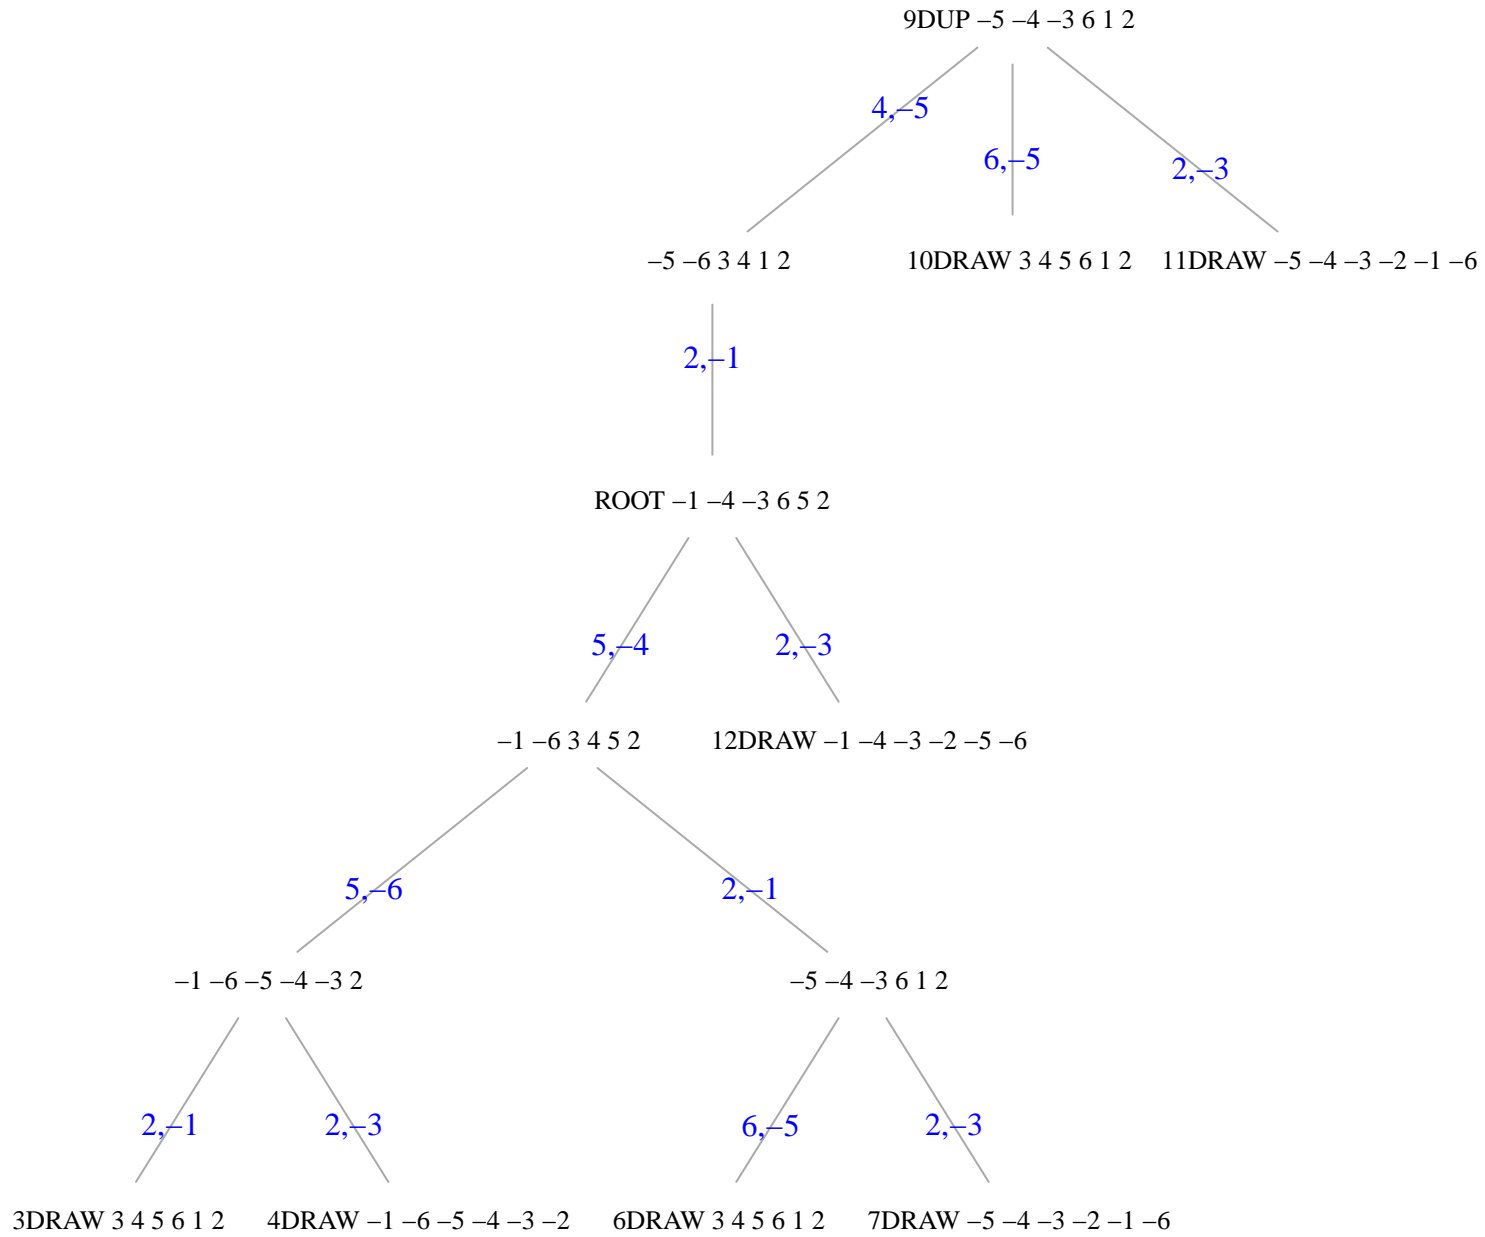 9DUP –5 –4 –3 6 1 2
4,–5
6,–5
2,–3
–5 –6 3 4 1 2
10DRAW 3 4 5 6 1 2
11DRAW –5 –4 –3 –2 –1 –6
2,–1
ROOT –1 –4 –3 6 5 2
5,–4
2,–3
–1 –6 3 4 5 2
12DRAW –1 –4 –3 –2 –5 –6
5,–6
2,–1
–1 –6 –5 –4 –3 2
–5 –4 –3 6 1 2
2,–1
2,–3
6,–5
2,–3
3DRAW 3 4 5 6 1 2
4DRAW –1 –6 –5 –4 –3 –2
6DRAW 3 4 5 6 1 2
7DRAW –5 –4 –3 –2 –1 –6